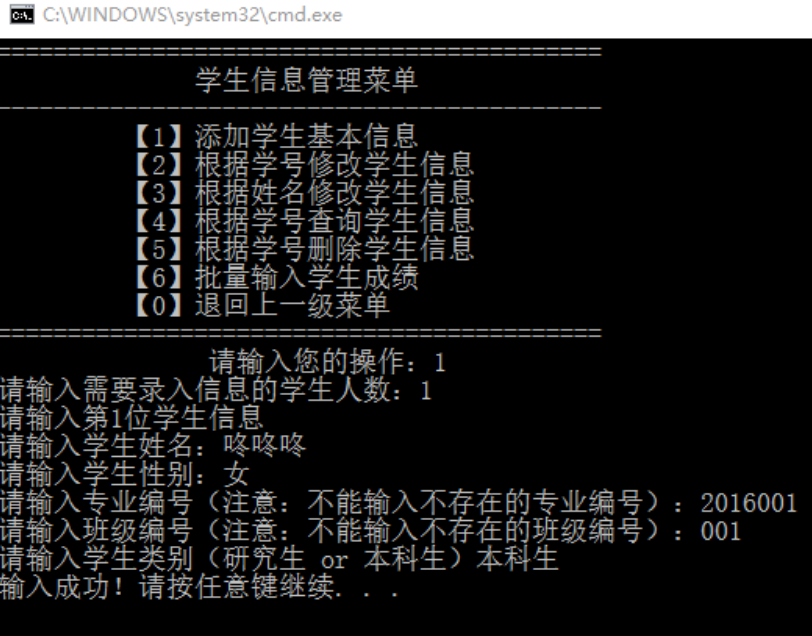 C:\WINDOWS\system32\cmd.exe
============================================
学生信息管理菜单
--------------------------------------------
【1】添加学生基本信息
【2】根据学号修改学生信息
【3】根据姓名修改学生信息
【4】根据学号查询学生信息
【5】根据学号删除学生信息
【6】批量输入学生成绩
【0】退回上一级菜单
============================================
请输入您的操作：1
请输入需要录入信息的学生人数：1
请输入第1位学生信息
请输入学生姓名：咚咚咚
请输入学生性别：女
请输入专业编号（注意：不能输入不存在的专业编号）：2016001
请输入班级编号（注意：不能输入不存在的班级编号）：001
请输入学生类别（研究生 or 本科生）本科生
输入成功！请按任意键继续. . .